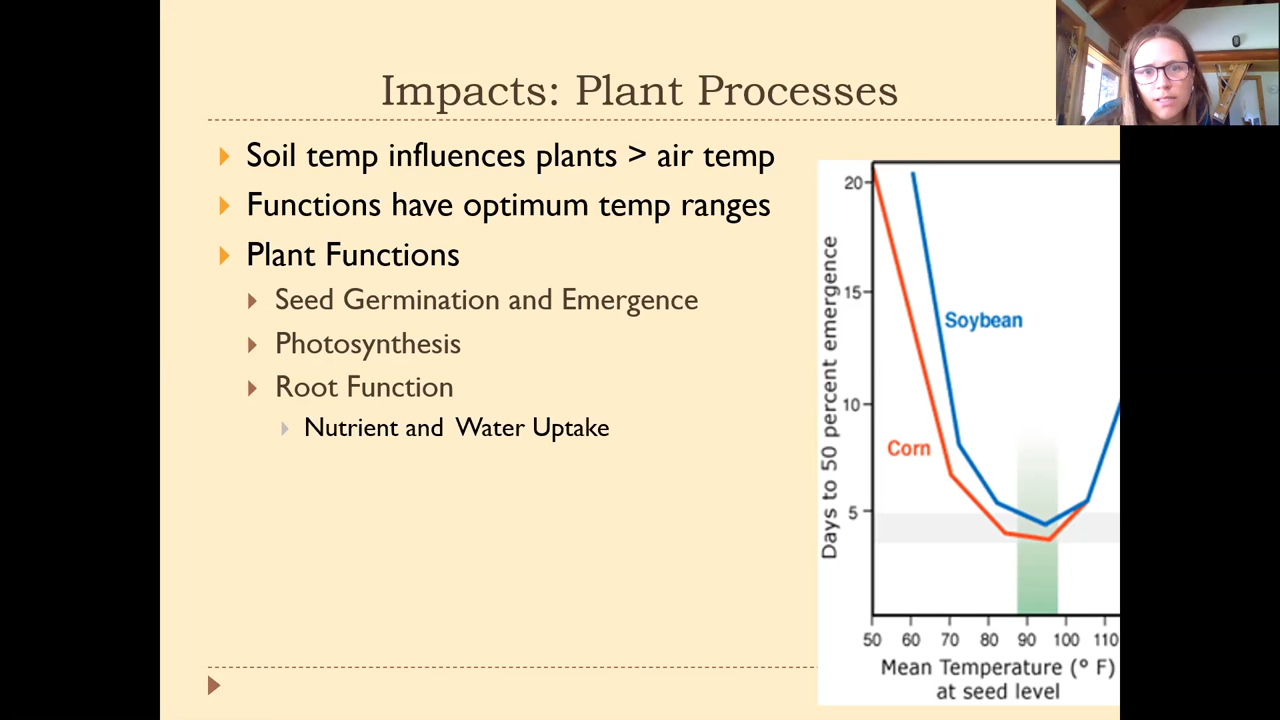 Impacts: Plant Processes
Soil temp influences plants > air temp
Functions have optimum temp ranges
Plant Functions
Seed Germination and Emergence
Photosynthesis
Root Function
Nutrient and Water Uptake
Days to 50 percent emergence
20
15
10
5
Soybean
Corn
50 60 70 80 90 100 110
Mean Temperature (° F)
at seed level